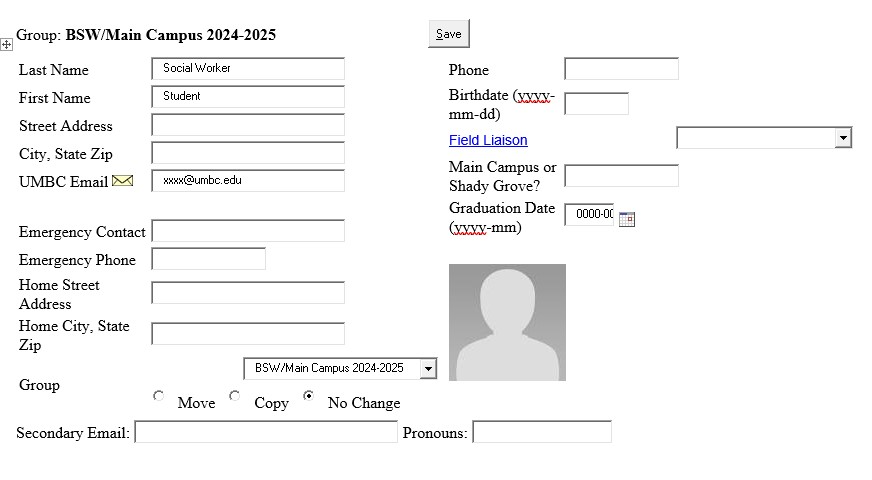 Group: BSW/Main Campus 2024-2025
Save
Last Name Social Worker
First Name Student
Street Address
City, State Zip
UMBC Email xxxx@umbc.edu
Emergency Contact
Emergency Phone
Home Street
Address
Home City, State
Zip
BSW/Main Campus 2024-2025
Group
Move Copy No Change
Phone
Birthdate (yyyy-
mm-dd)
Field Liaison
Main Campus or
Shady Grove?
Graduation Date
(yyyy-mm)
0000-00
Secondary Email: Pronouns: